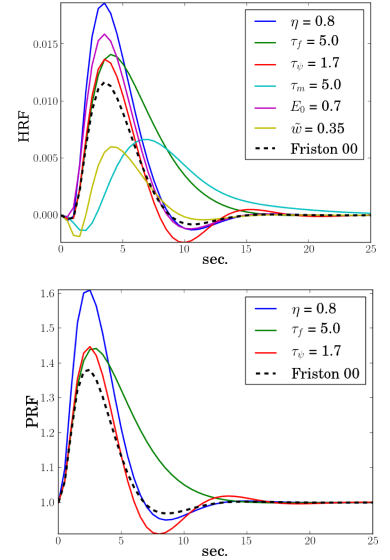 HRF
0.015
0.010
0.005
0.000
η = 0.8
τ_f = 5.0
τ_ψ = 1.7
τ_m = 5.0
E_0 = 0.7
w̃ = 0.35
Friston 00
0 5 10 15 20 25
sec.
PRF
1.6
1.5
1.4
1.3
1.2
1.1
1.0
η = 0.8
τ_f = 5.0
τ_ψ = 1.7
Friston 00
0 5 10 15 20 25
sec.